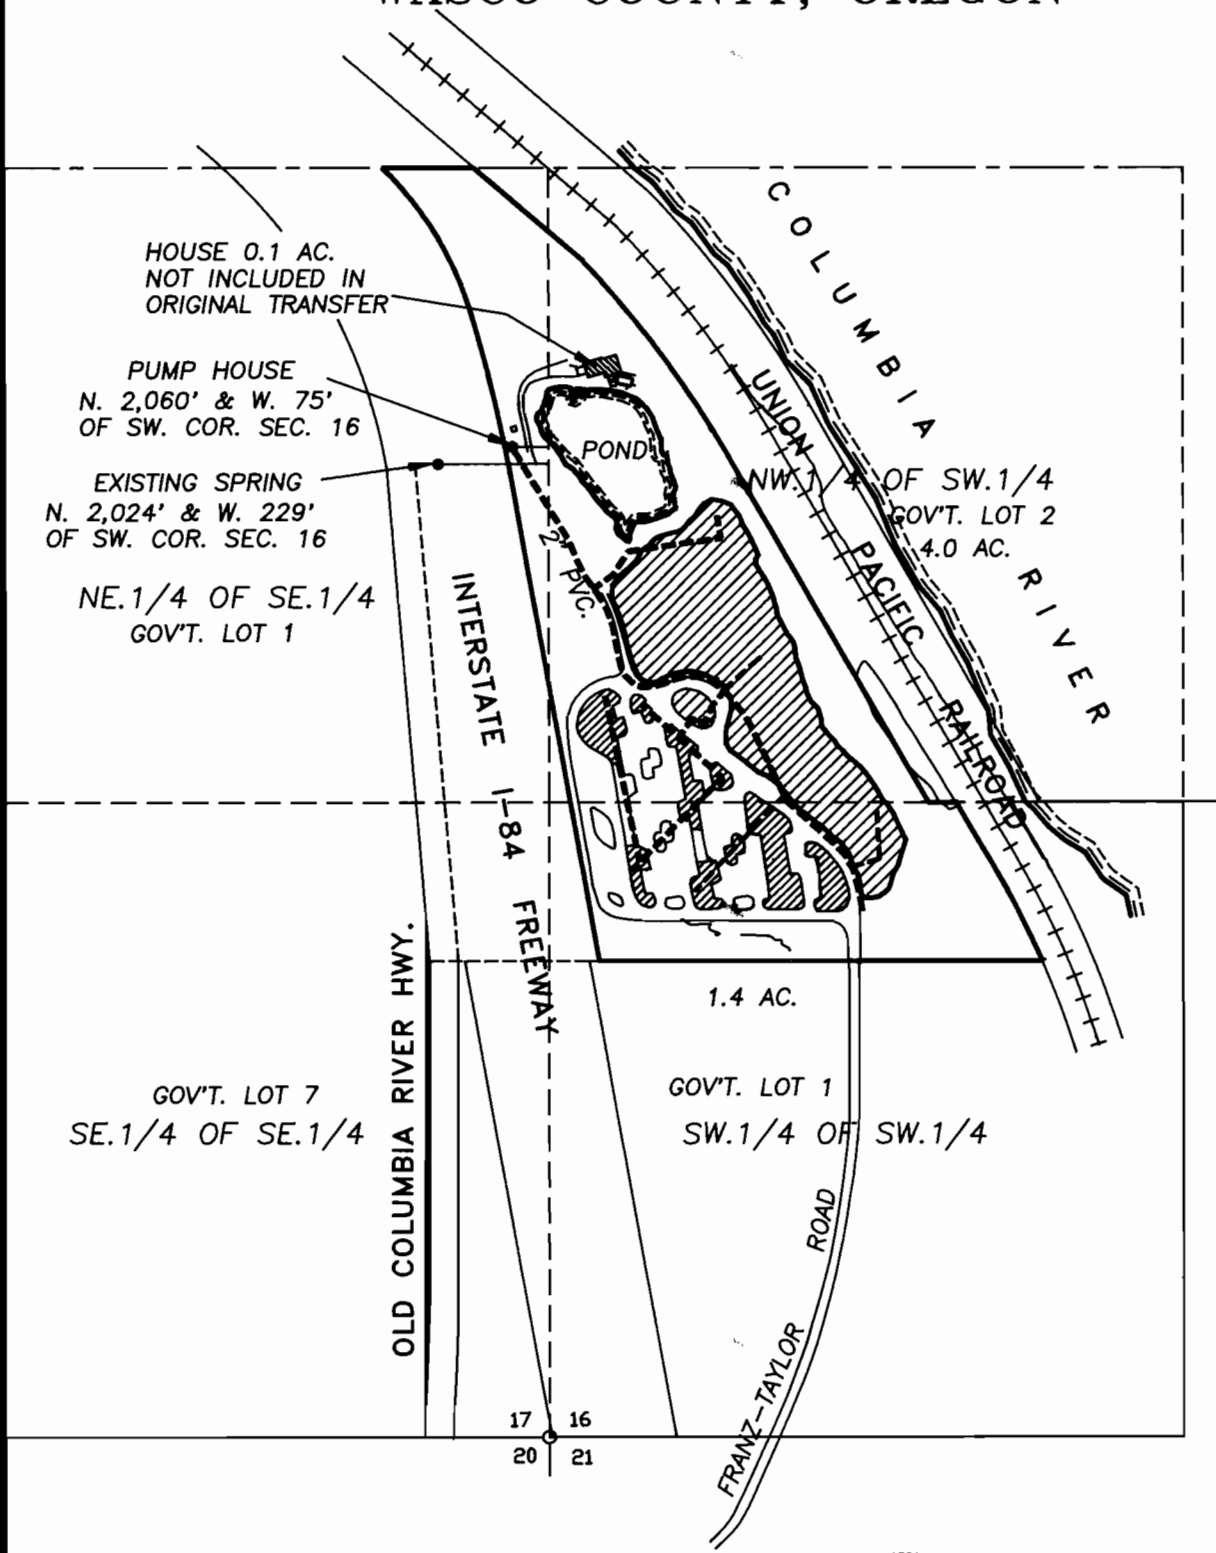 WASCO COUNTY, OREGON
COLUMBIA RIVER
HOUSE 0.1 AC.
NOT INCLUDED IN
ORIGINAL TRANSFER
PUMP HOUSE
N. 2,060' & W. 75'
OF SW. COR. SEC. 16
EXISTING SPRING
N. 2,024' & W. 229'
OF SW. COR. SEC. 16
NE.1/4 OF SE.1/4
GOV'T. LOT 1
POND
2" PVC.
UNION PACIFIC RAILROAD
NW.1/4 OF SW.1/4
GOV'T. LOT 2
4.0 AC.
INTERSTATE I-84 FREEWAY
OLD COLUMBIA RIVER HWY.
1.4 AC.
GOV'T. LOT 7
SE.1/4 OF SE.1/4
GOV'T. LOT 1
SW.1/4 OF SW.1/4
FRANZ-TAYLOR ROAD
17 16
20 21